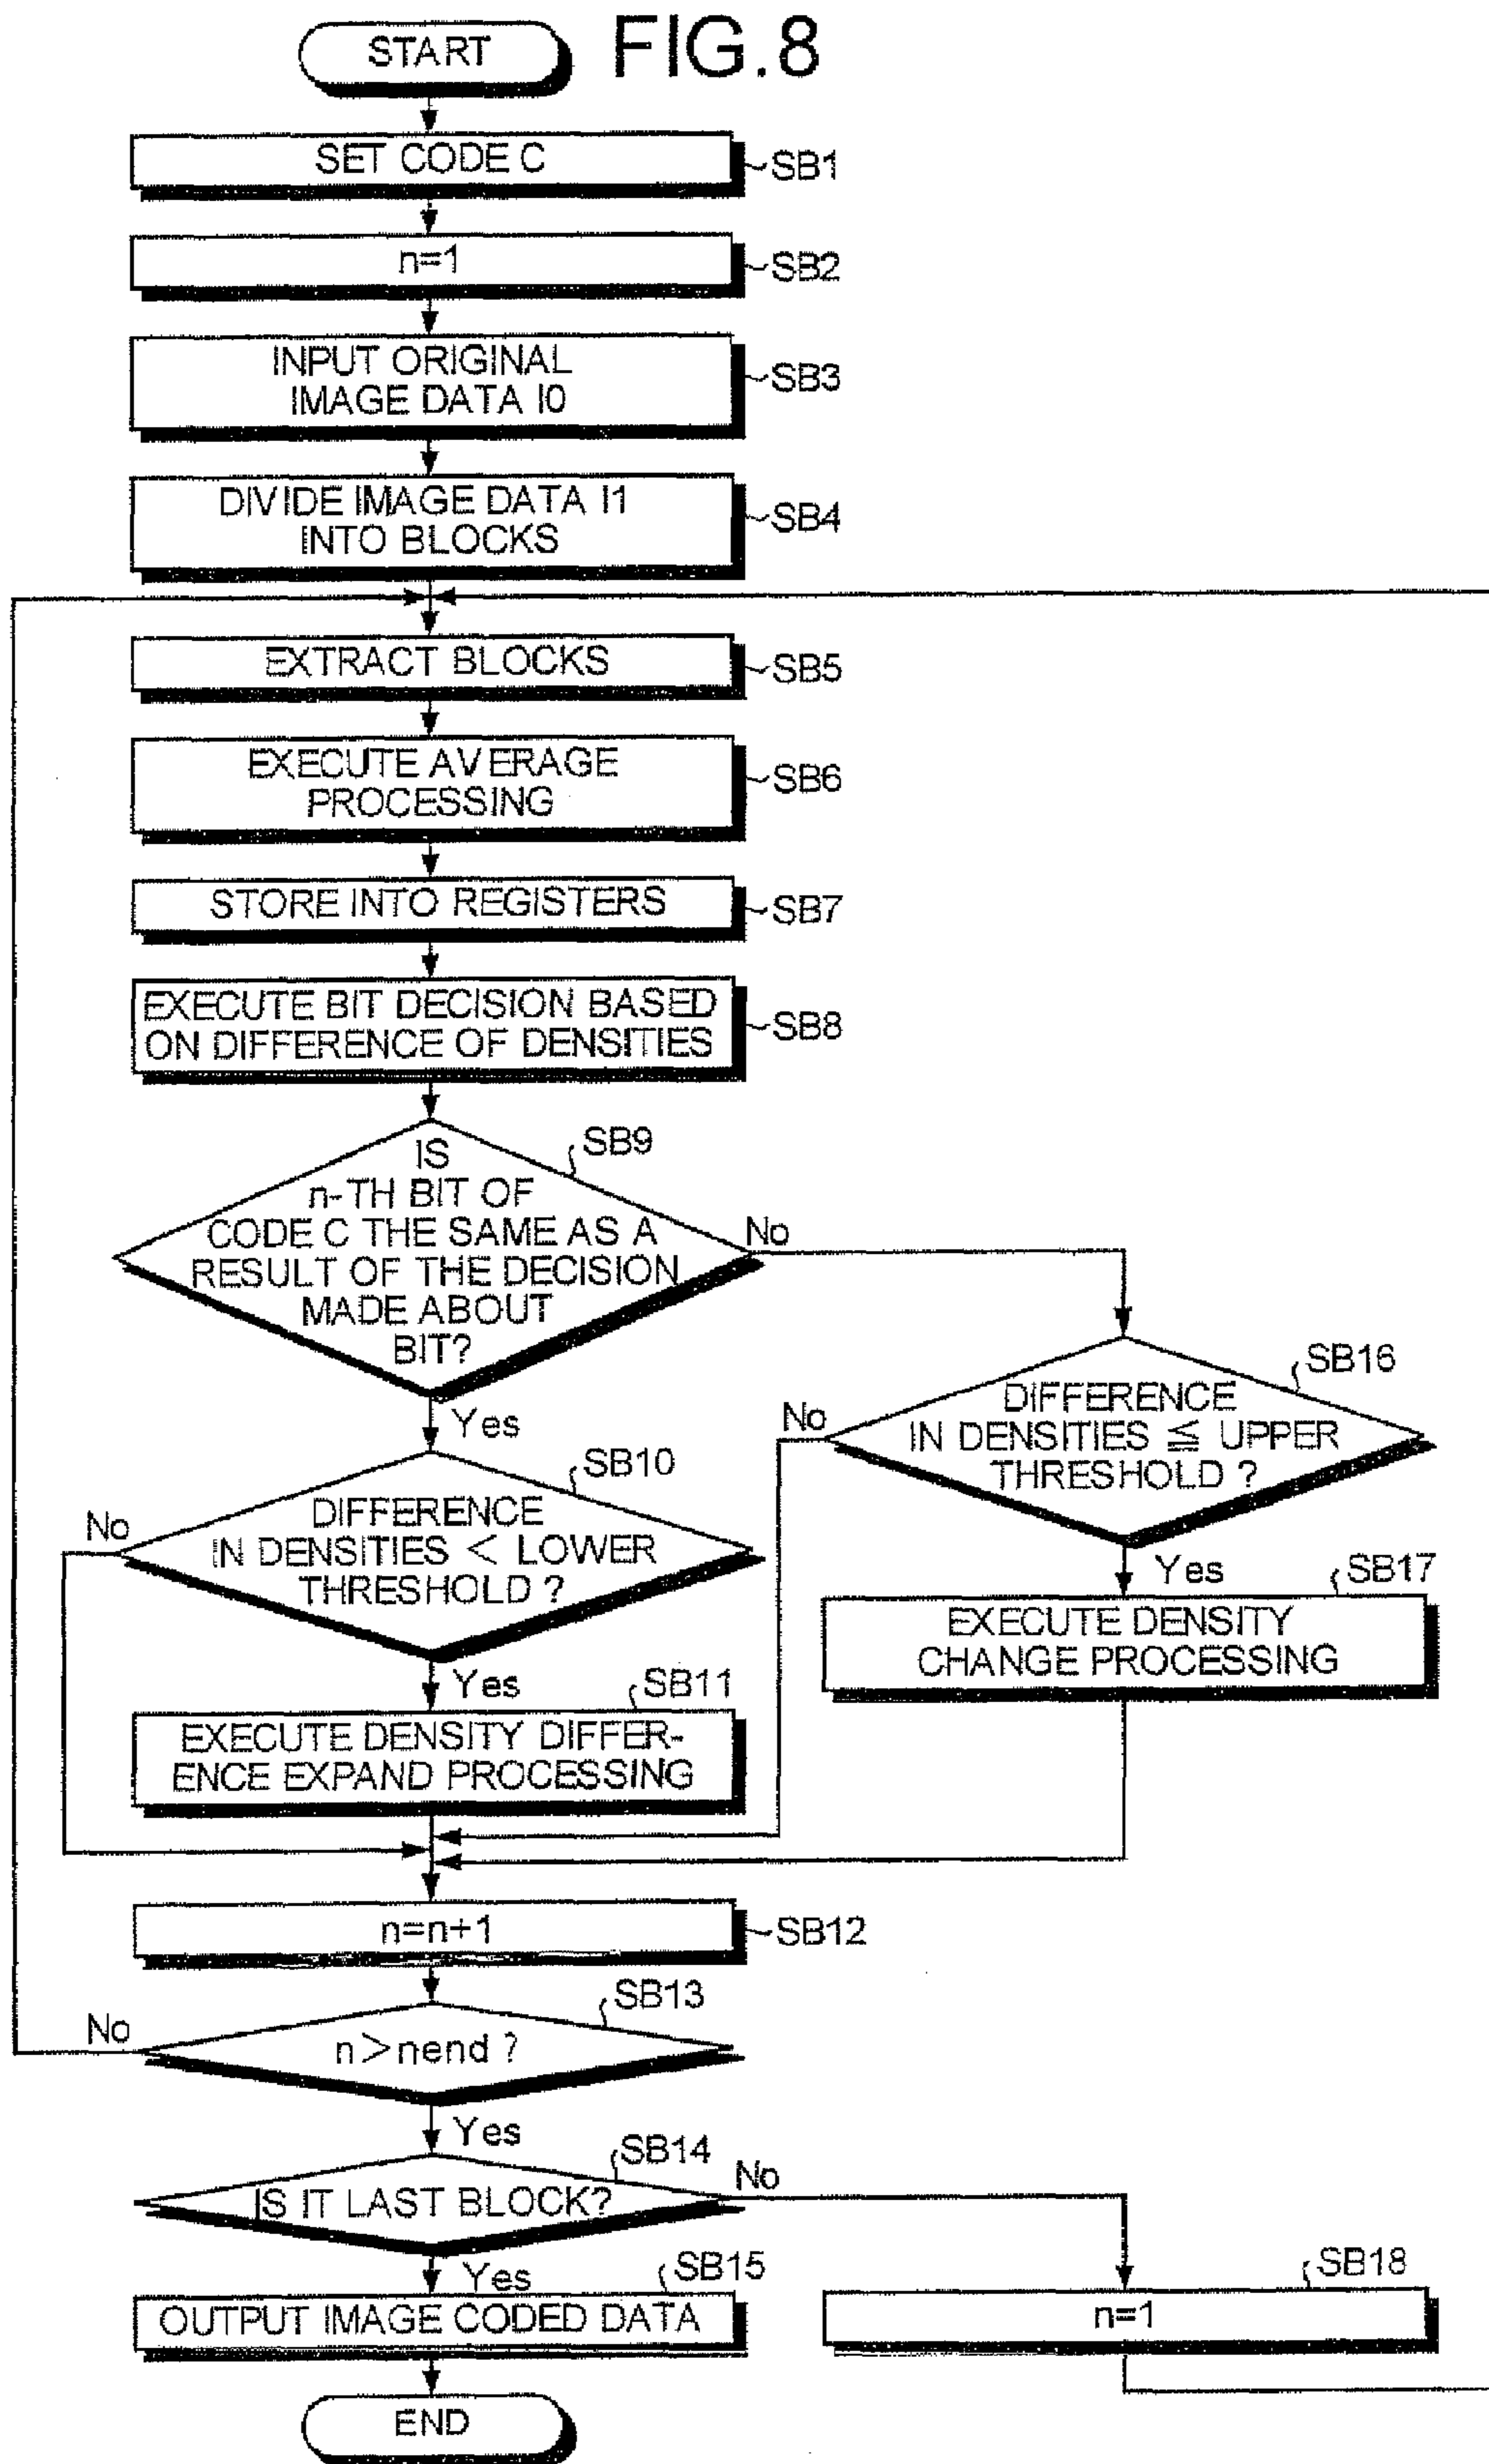 FIG.8
START
SET CODE C
SB1
n=1
SB2
INPUT ORIGINAL
IMAGE DATA I0
SB3
DIVIDE IMAGE DATA I1
INTO BLOCKS
SB4
EXTRACT BLOCKS
SB5
EXECUTE AVERAGE
PROCESSING
SB6
STORE INTO REGISTERS
SB7
EXECUTE BIT DECISION BASED
ON DIFFERENCE OF DENSITIES
SB8
SB9
IS
n-TH BIT OF
CODE C THE SAME AS A
RESULT OF THE DECISION
MADE ABOUT
BIT?
No
Yes
SB16
DIFFERENCE
IN DENSITIES ≦ UPPER
THRESHOLD ?
No
Yes
SB10
DIFFERENCE
IN DENSITIES < LOWER
THRESHOLD ?
No
Yes
SB17
EXECUTE DENSITY
CHANGE PROCESSING
SB11
EXECUTE DENSITY DIFFER-
ENCE EXPAND PROCESSING
n=n+1
SB12
SB13
n>nend ?
No
Yes
SB14
IS IT LAST BLOCK?
No
Yes
SB15
OUTPUT IMAGE CODED DATA
SB18
n=1
END